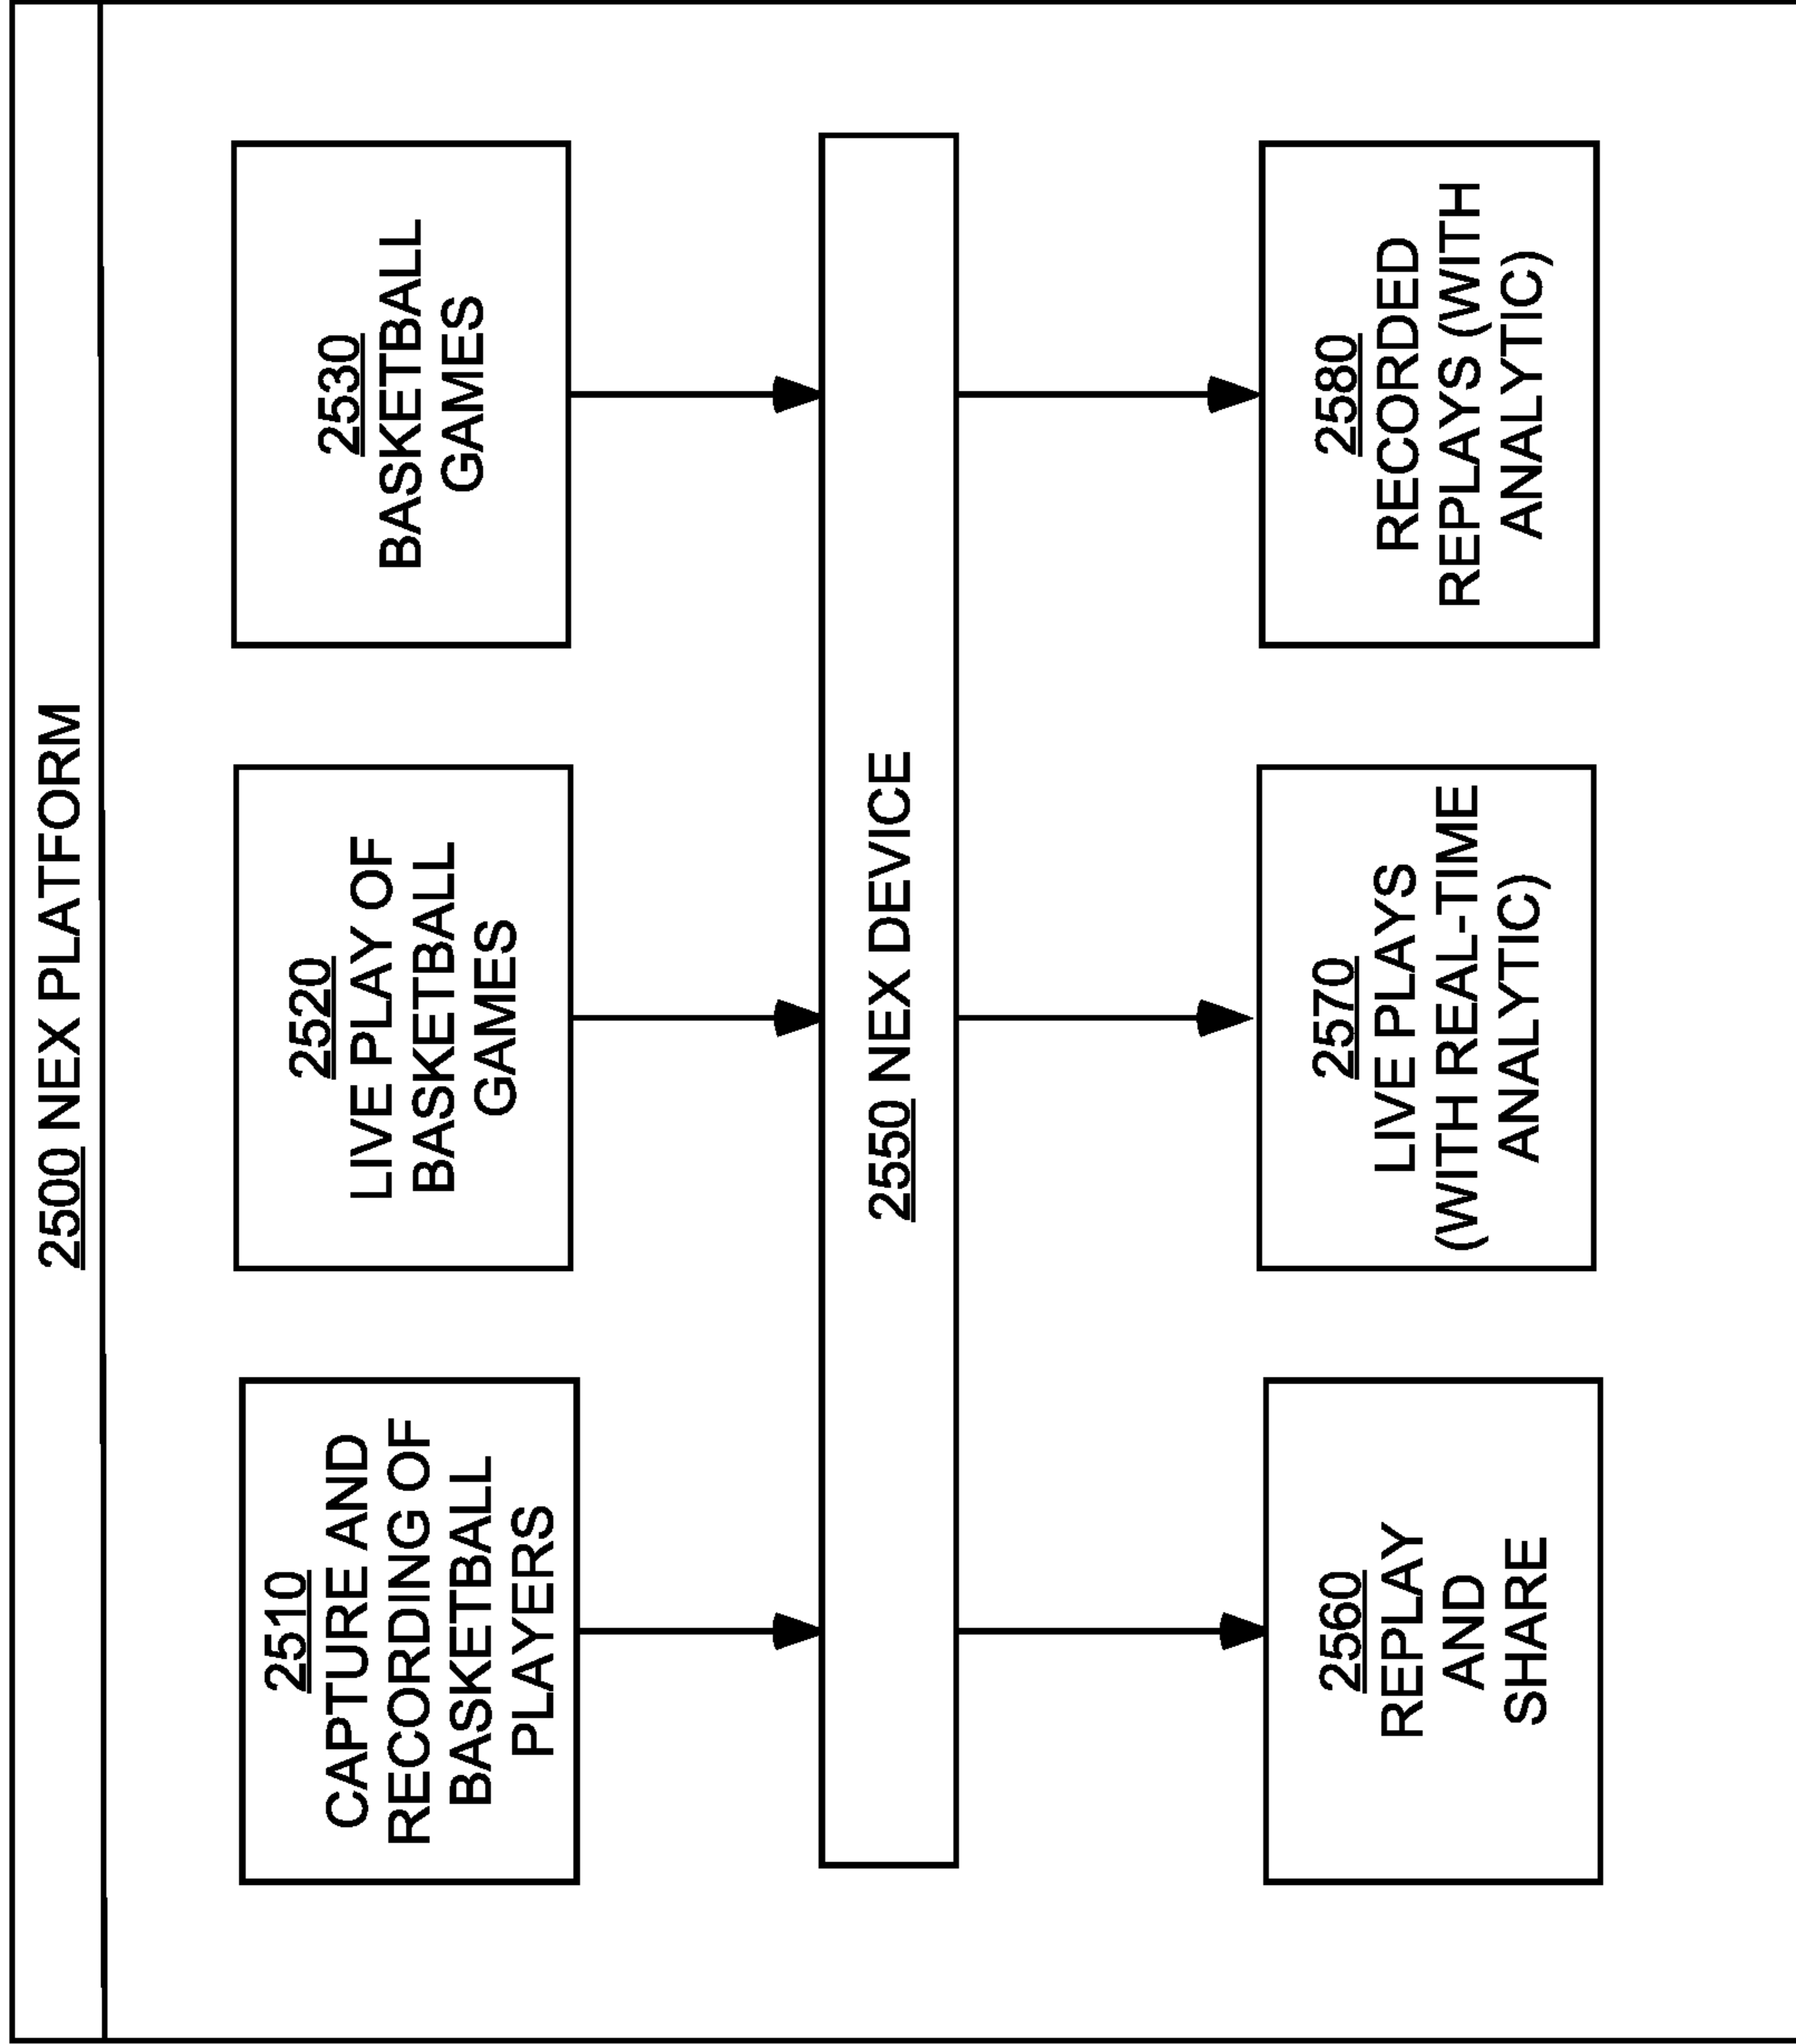 2500 NEX PLATFORM
2510
CAPTURE AND
RECORDING OF
BASKETBALL
PLAYERS
2520
LIVE PLAY OF
BASKETBALL
GAMES
2530
BASKETBALL
GAMES
2550 NEX DEVICE
2560
REPLAY
AND
SHARE
2570
LIVE PLAYS
(WITH REAL-TIME
ANALYTIC)
2580
RECORDED
REPLAYS (WITH
ANALYTIC)